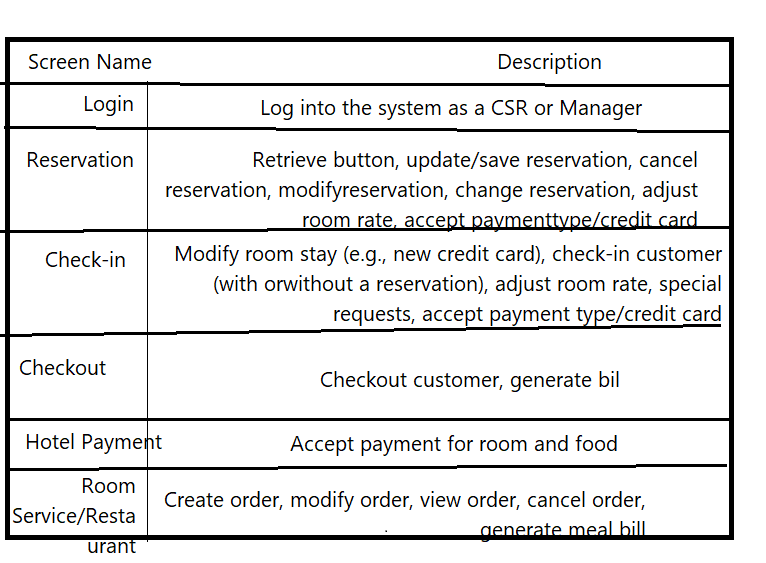 Screen Name Description
Login Log into the system as a CSR or Manager
Reservation Retrieve button, update/save reservation, cancel
reservation, modifyreservation, change reservation, adjust
room rate, accept paymenttype/credit card
Check-in Modify room stay (e.g., new credit card), check-in customer
(with orwithout a reservation), adjust room rate, special
requests, accept payment type/credit card
Checkout Checkout customer, generate bil
Hotel Payment Accept payment for room and food
Room
Service/Resta
urant
Create order, modify order, view order, cancel order,
generate meal bill